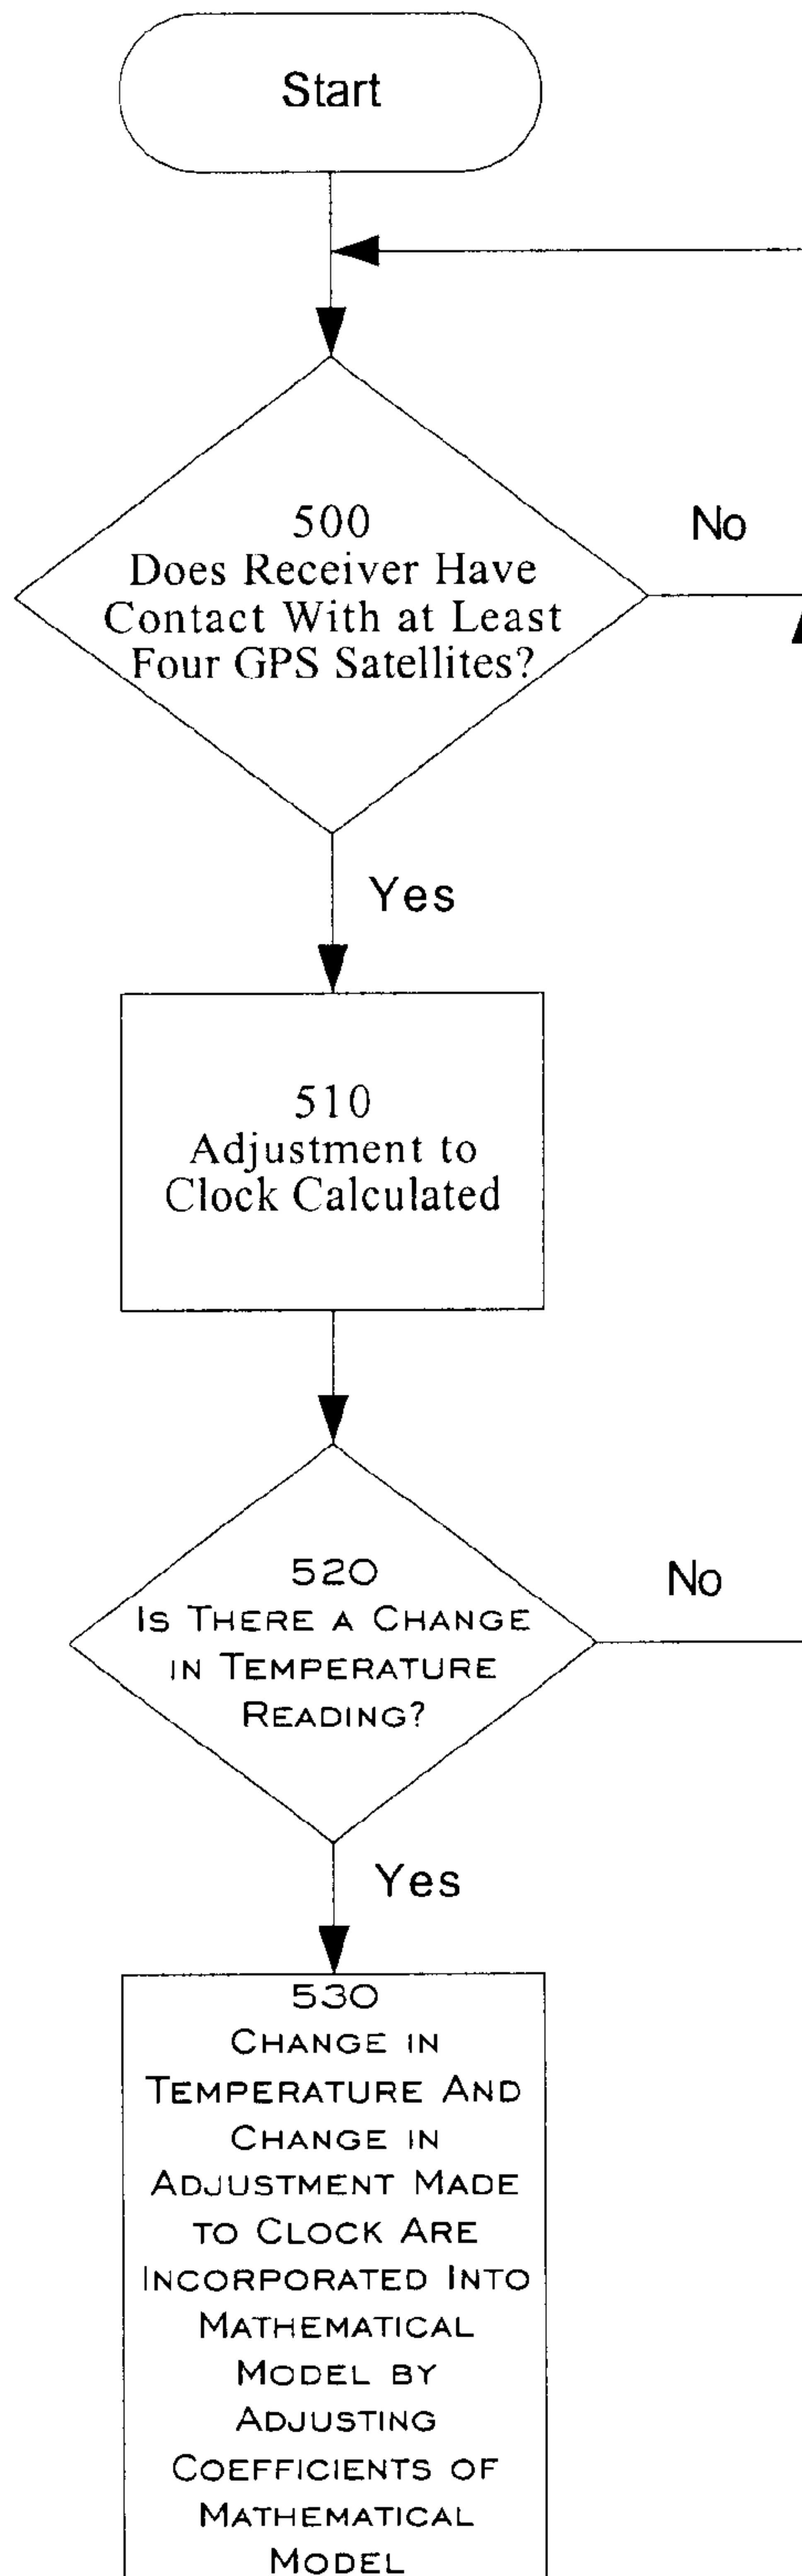 Start
500
Does Receiver Have
Contact With at Least
Four GPS Satellites?
No
Yes
510
Adjustment to
Clock Calculated
520
IS THERE A CHANGE
IN TEMPERATURE
READING?
No
Yes
530
CHANGE IN
TEMPERATURE AND
CHANGE IN
ADJUSTMENT MADE
TO CLOCK ARE
INCORPORATED INTO
MATHEMATICAL
MODEL BY
ADJUSTING
COEFFICIENTS OF
MATHEMATICAL
MODEL